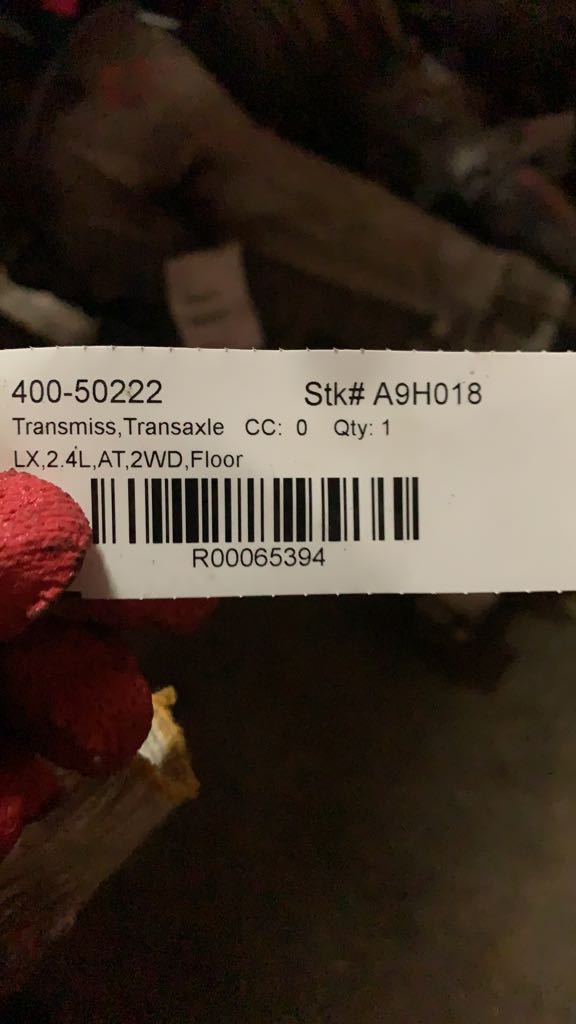 400-50222 Stk# A9H018
Transmiss,Transaxle CC: 0 Qty: 1
LX,2.4L,AT,2WD,Floor
R00065394